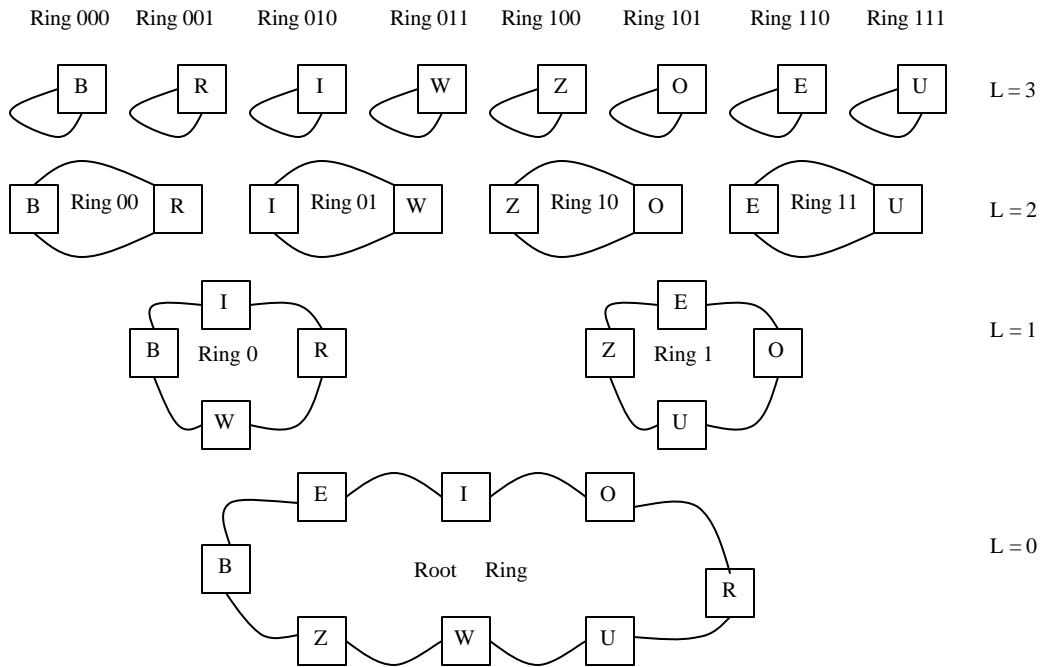 Ring 000 Ring 001 Ring 010 Ring 011 Ring 100 Ring 101 Ring 110 Ring 111
B R I W Z O E U L = 3
B Ring 00 R I Ring 01 W Z Ring 10 O E Ring 11 U L = 2
I E
L = 1
B Ring 0 R Z Ring 1 O
W U
E I O
L = 0
B Root Ring R
Z W U